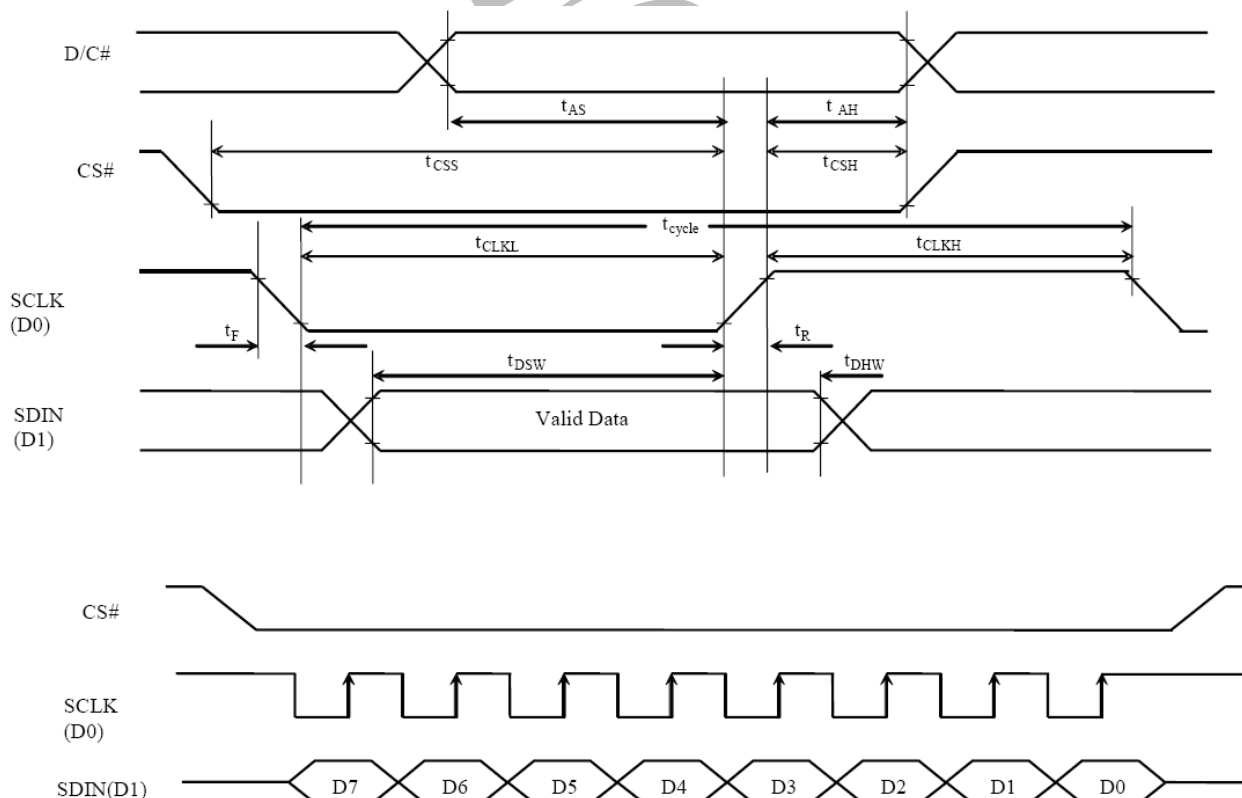 D/C#
tAS
t AH
CS#
tCSS
tCSH
tcycle
tCLKL
tCLKH
SCLK
(D0)
tF
tR
tDSW
tDHW
SDIN
(D1)
Valid Data
CS#
SCLK
(D0)
SDIN(D1)
D7
D6
D5
D4
D3
D2
D1
D0